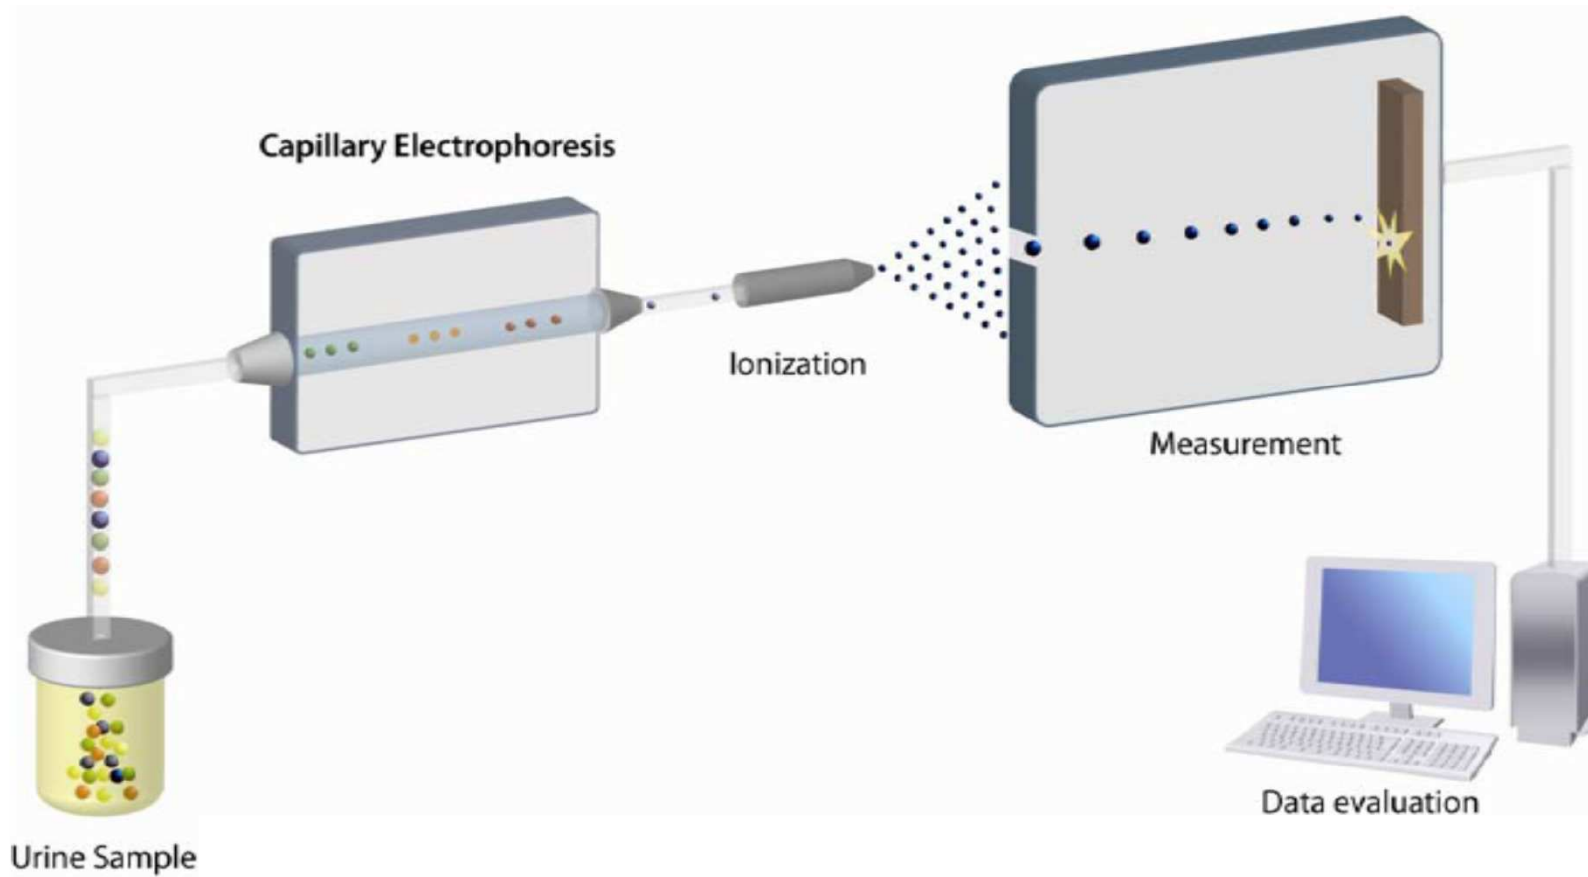 Capillary Electrophoresis
Ionization
Measurement
Data evaluation
Urine Sample